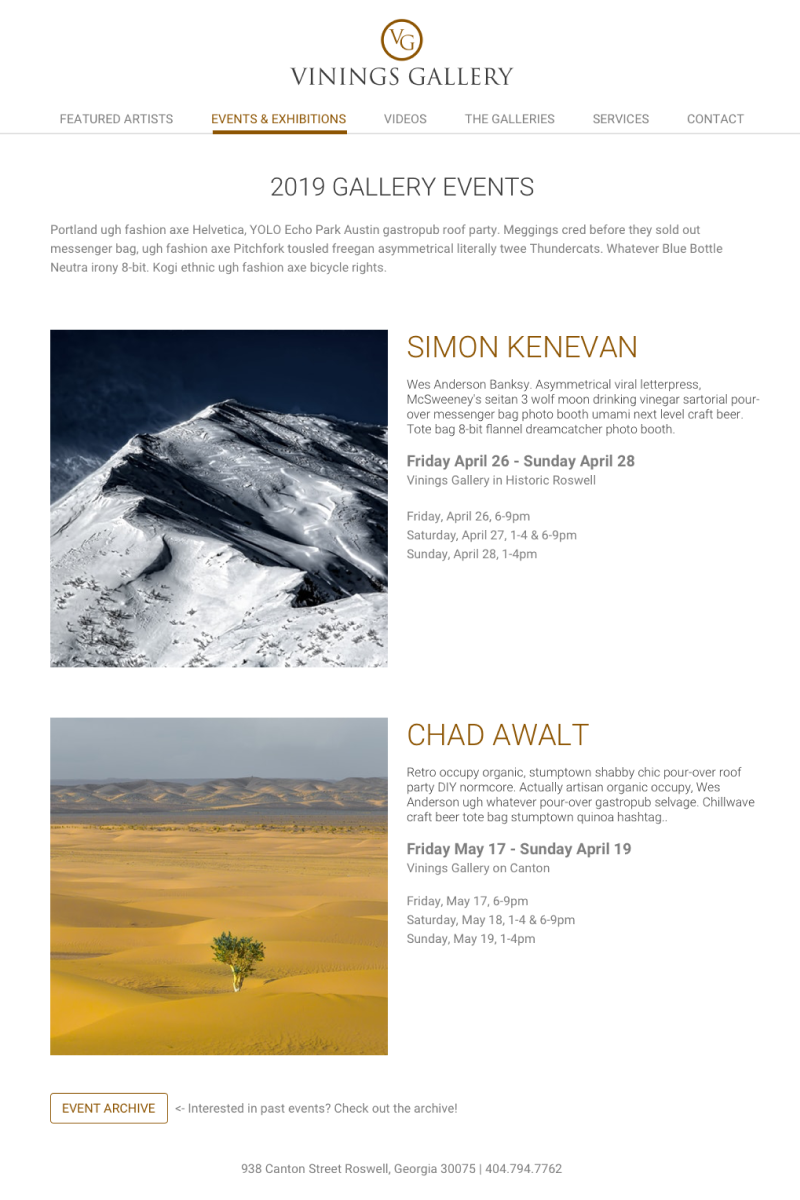 VG
VININGS GALLERY
FEATURED ARTISTS EVENTS & EXHIBITIONS VIDEOS THE GALLERIES SERVICES CONTACT
2019 GALLERY EVENTS
Portland ugh fashion axe Helvetica, YOLO Echo Park Austin gastropub roof party. Meggings cred before they sold out
messenger bag, ugh fashion axe Pitchfork tousled freegan asymmetrical literally twee Thundercats. Whatever Blue Bottle
Neutra irony 8-bit. Kogi ethnic ugh fashion axe bicycle rights.
SIMON KENEVAN
Wes Anderson Banksy. Asymmetrical viral letterpress,
McSweeney's seitan 3 wolf moon drinking vinegar sartorial pour-
over messenger bag photo booth umami next level craft beer.
Tote bag 8-bit flannel dreamcatcher photo booth.
Friday April 26 - Sunday April 28
Vinings Gallery in Historic Roswell
Friday, April 26, 6-9pm
Saturday, April 27, 1-4 & 6-9pm
Sunday, April 28, 1-4pm
CHAD AWALT
Retro occupy organic, stumptown shabby chic pour-over roof
party DIY normcore. Actually artisan organic occupy, Wes
Anderson ugh whatever pour-over gastropub selvage. Chillwave
craft beer tote bag stumptown quinoa hashtag..
Friday May 17 - Sunday April 19
Vinings Gallery on Canton
Friday, May 17, 6-9pm
Saturday, May 18, 1-4 & 6-9pm
Sunday, May 19, 1-4pm
EVENT ARCHIVE <- Interested in past events? Check out the archive!
938 Canton Street Roswell, Georgia 30075 | 404.794.7762